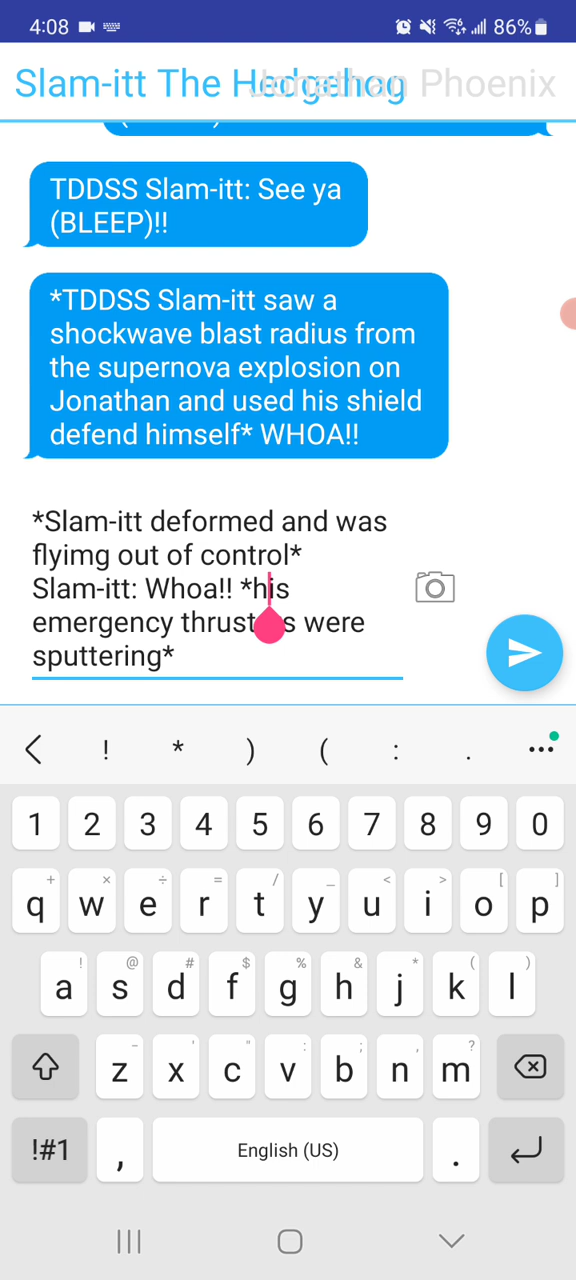 4:08 86%
Slam-itt The Hedgehog Jonathan Phoenix
TDDSS Slam-itt: See ya
(BLEEP)!!
*TDDSS Slam-itt saw a
shockwave blast radius from
the supernova explosion on
Jonathan and used his shield
defend himself* WHOA!!
*Slam-itt deformed and was
flyimg out of control*
Slam-itt: Whoa!! *his
emergency thrusters were
sputtering*
! * ) ( : . •••
1 2 3 4 5 6 7 8 9 0
+ × ÷ = / _ < > [ ]
q w e r t y u i o p
! @ # $ % & * ( )
a s d f g h j k l
- ' " : ; , ?
z x c v b n m
!#1 , English (US) .